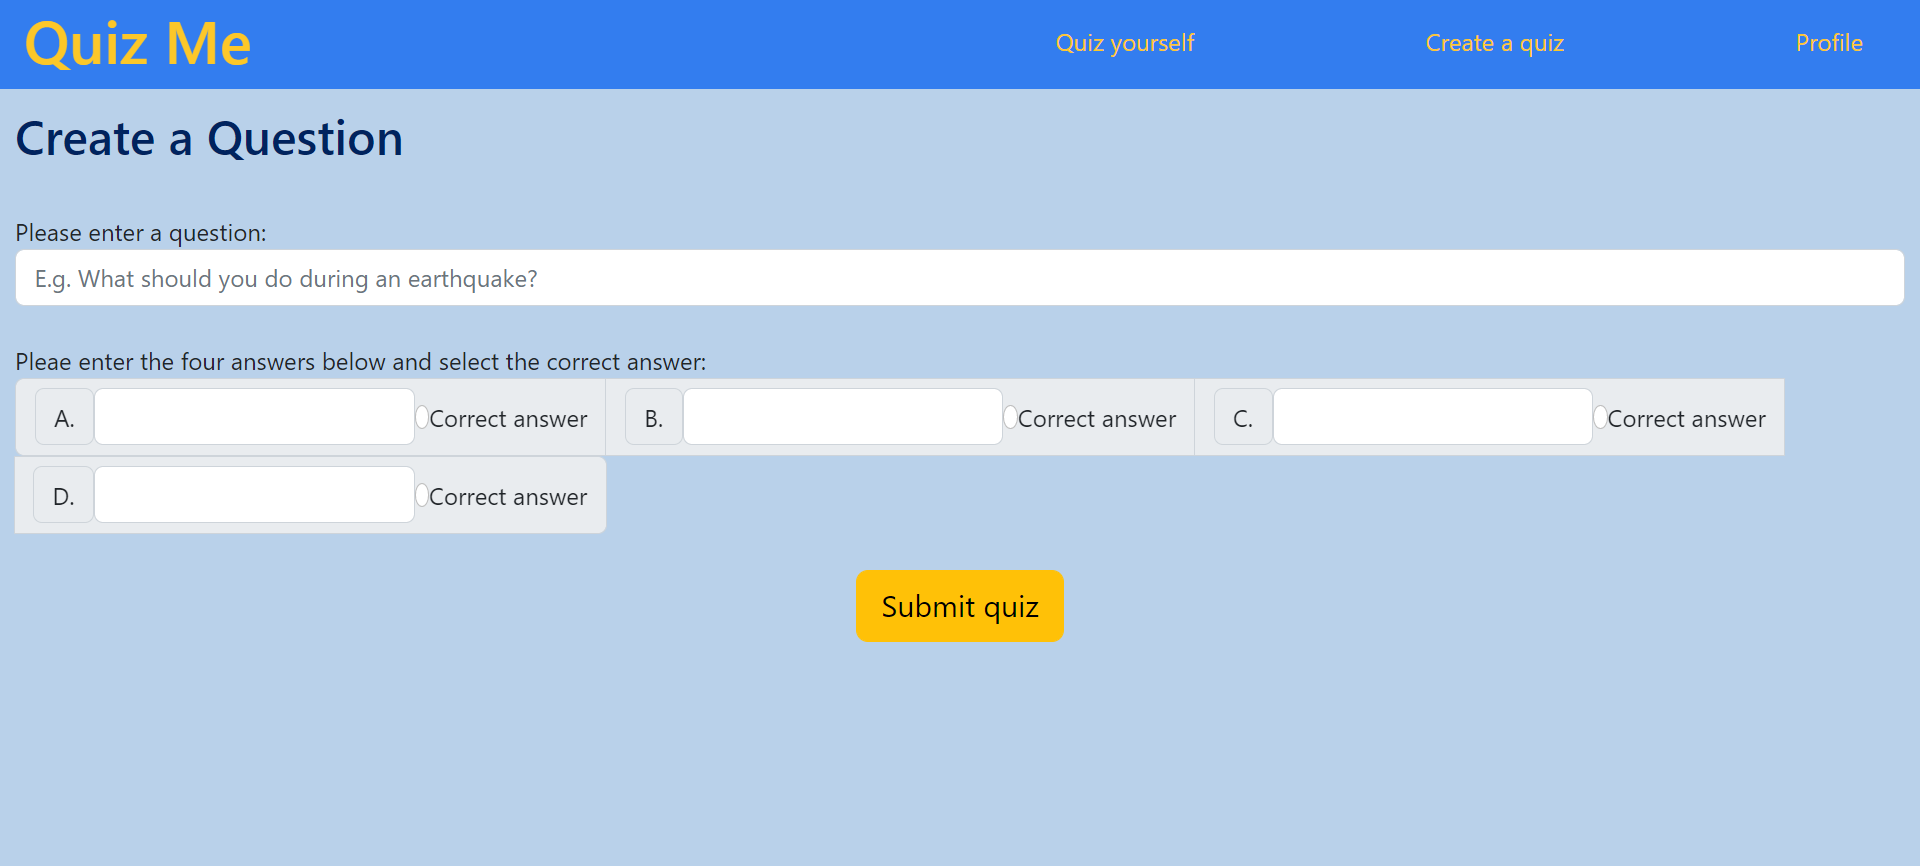 Quiz Me Quiz yourself Create a quiz Profile
Create a Question
Please enter a question:
E.g. What should you do during an earthquake?
Pleae enter the four answers below and select the correct answer:
A. Correct answer B. Correct answer C. Correct answer
D. Correct answer
Submit quiz